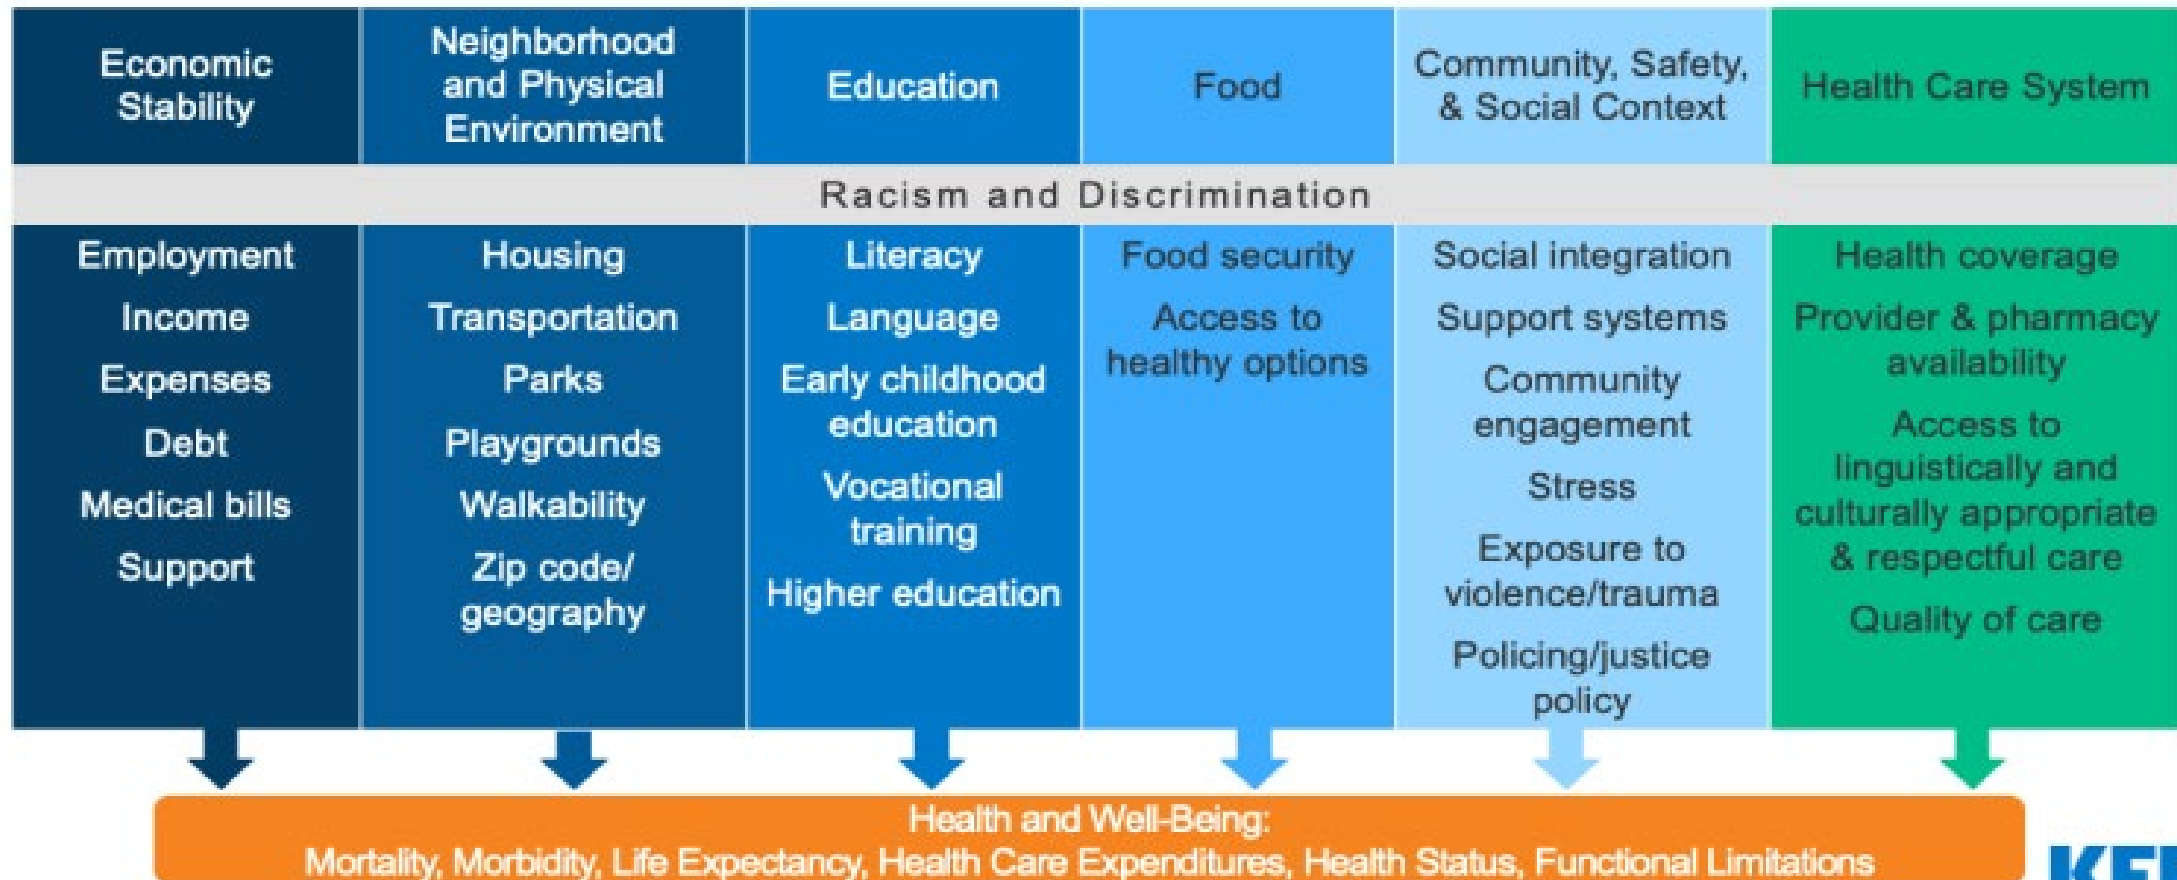 Economic
Stability
Neighborhood
and Physical
Environment
Education
Food
Community, Safety,
& Social Context
Health Care System
Racism and Discrimination
Employment
Income
Expenses
Debt
Medical bills
Support
Housing
Transportation
Parks
Playgrounds
Walkability
Zip code/
geography
Literacy
Language
Early childhood
education
Vocational
training
Higher education
Food security
Access to
healthy options
Social integration
Support systems
Community
engagement
Stress
Exposure to
violence/trauma
Policing/justice
policy
Health coverage
Provider & pharmacy
availability
Access to
linguistically and
culturally appropriate
& respectful care
Quality of care
Health and Well-Being:
Mortality, Morbidity, Life Expectancy, Health Care Expenditures, Health Status, Functional Limitations